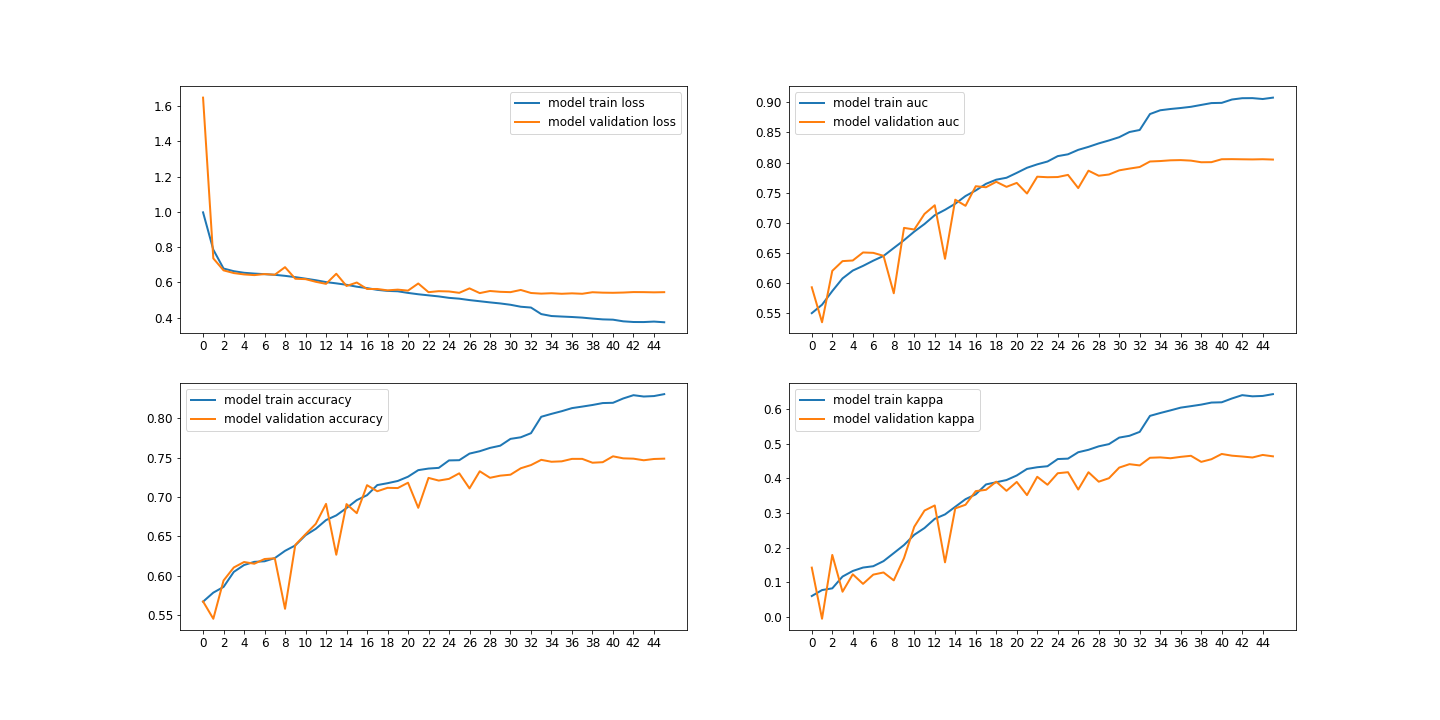 model train loss
model validation loss
1.6
1.4
1.2
1.0
0.8
0.6
0.4
0 2 4 6 8 10 12 14 16 18 20 22 24 26 28 30 32 34 36 38 40 42 44
model train auc
model validation auc
0.90
0.85
0.80
0.75
0.70
0.65
0.60
0.55
0 2 4 6 8 10 12 14 16 18 20 22 24 26 28 30 32 34 36 38 40 42 44
model train accuracy
model validation accuracy
0.80
0.75
0.70
0.65
0.60
0.55
0 2 4 6 8 10 12 14 16 18 20 22 24 26 28 30 32 34 36 38 40 42 44
model train kappa
model validation kappa
0.6
0.5
0.4
0.3
0.2
0.1
0.0
0 2 4 6 8 10 12 14 16 18 20 22 24 26 28 30 32 34 36 38 40 42 44